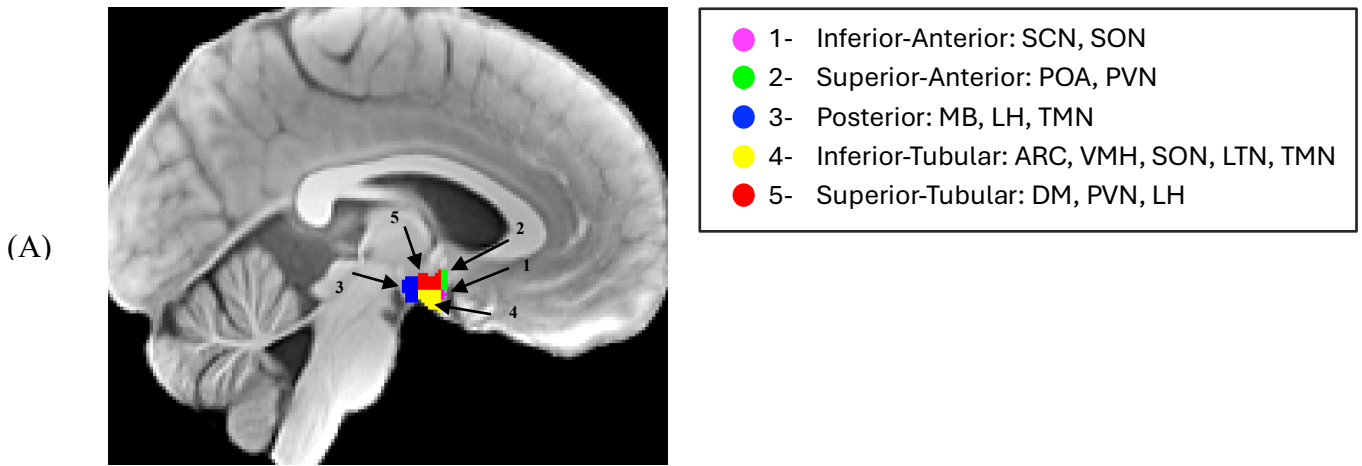 1- Inferior-Anterior: SCN, SON
2- Superior-Anterior: POA, PVN
3- Posterior: MB, LH, TMN
4- Inferior-Tubular: ARC, VMH, SON, LTN, TMN
5- Superior-Tubular: DM, PVN, LH
(A)
5
2
1
3
4